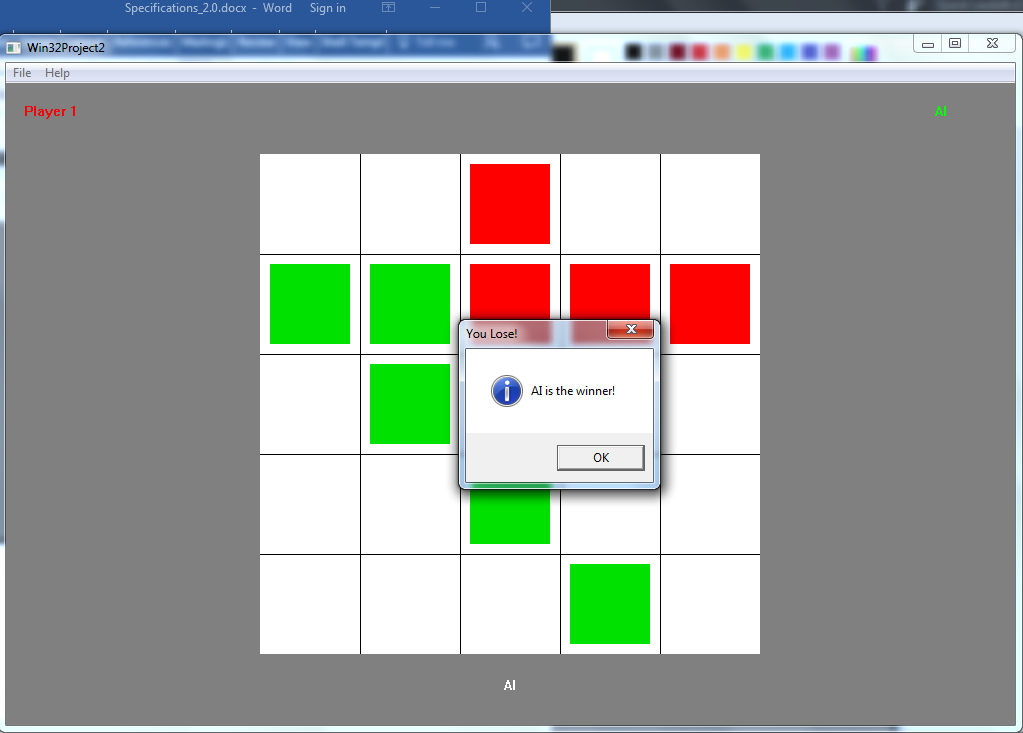 Specifications_2.0.docx - Word Sign in
Win32Project2
File Help
Player 1 AI
You Lose!
AI is the winner!
OK
AI